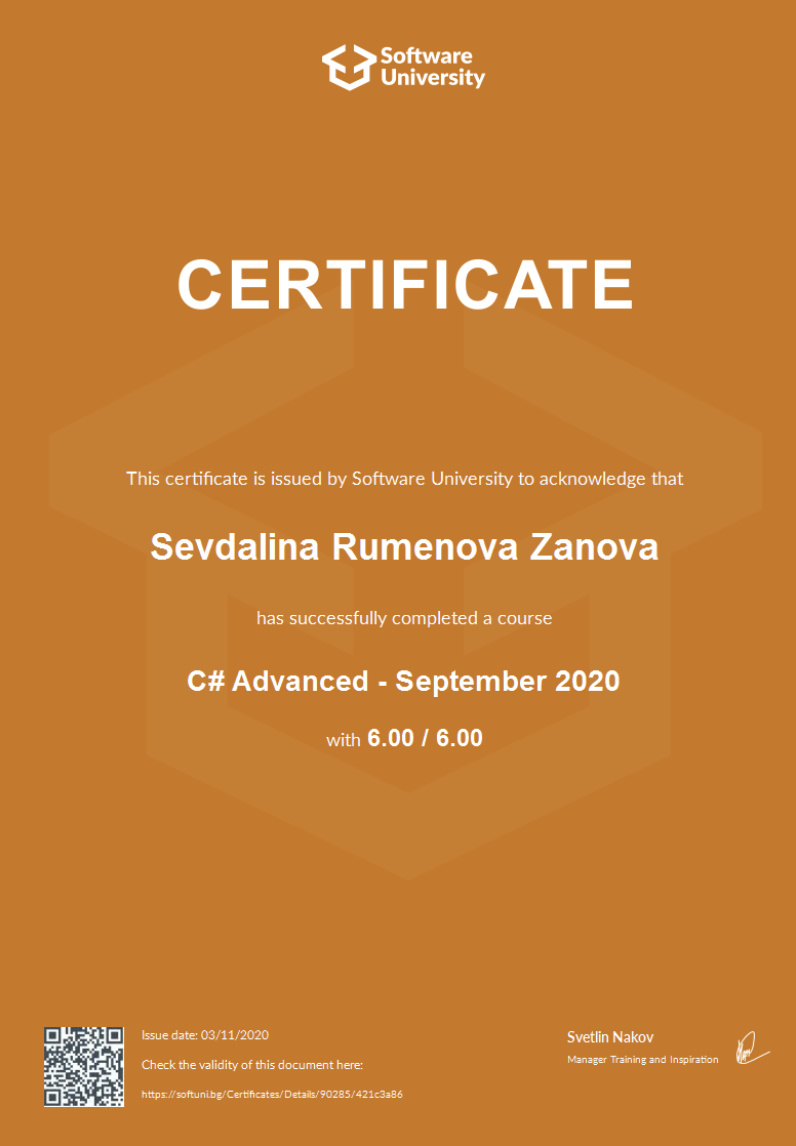 Software
University
CERTIFICATE
This certificate is issued by Software University to acknowledge that
Sevdalina Rumenova Zanova
has successfully completed a course
C# Advanced - September 2020
with 6.00 / 6.00
Issue date: 03/11/2020
Check the validity of this document here:
https://softuni.bg/Certificates/Details/90285/421c3a86
Svetlin Nakov
Manager Training and Inspiration